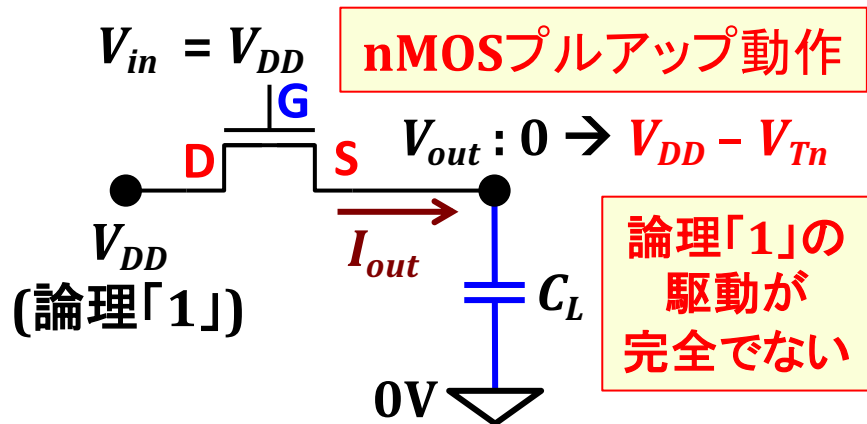 V_in = V_DD
nMOSプルアップ動作
G
V_out : 0 → V_DD − V_Tn
D
S
V_DD
(論理「1」)
I_out
C_L
0V
論理「1」の
駆動が
完全でない